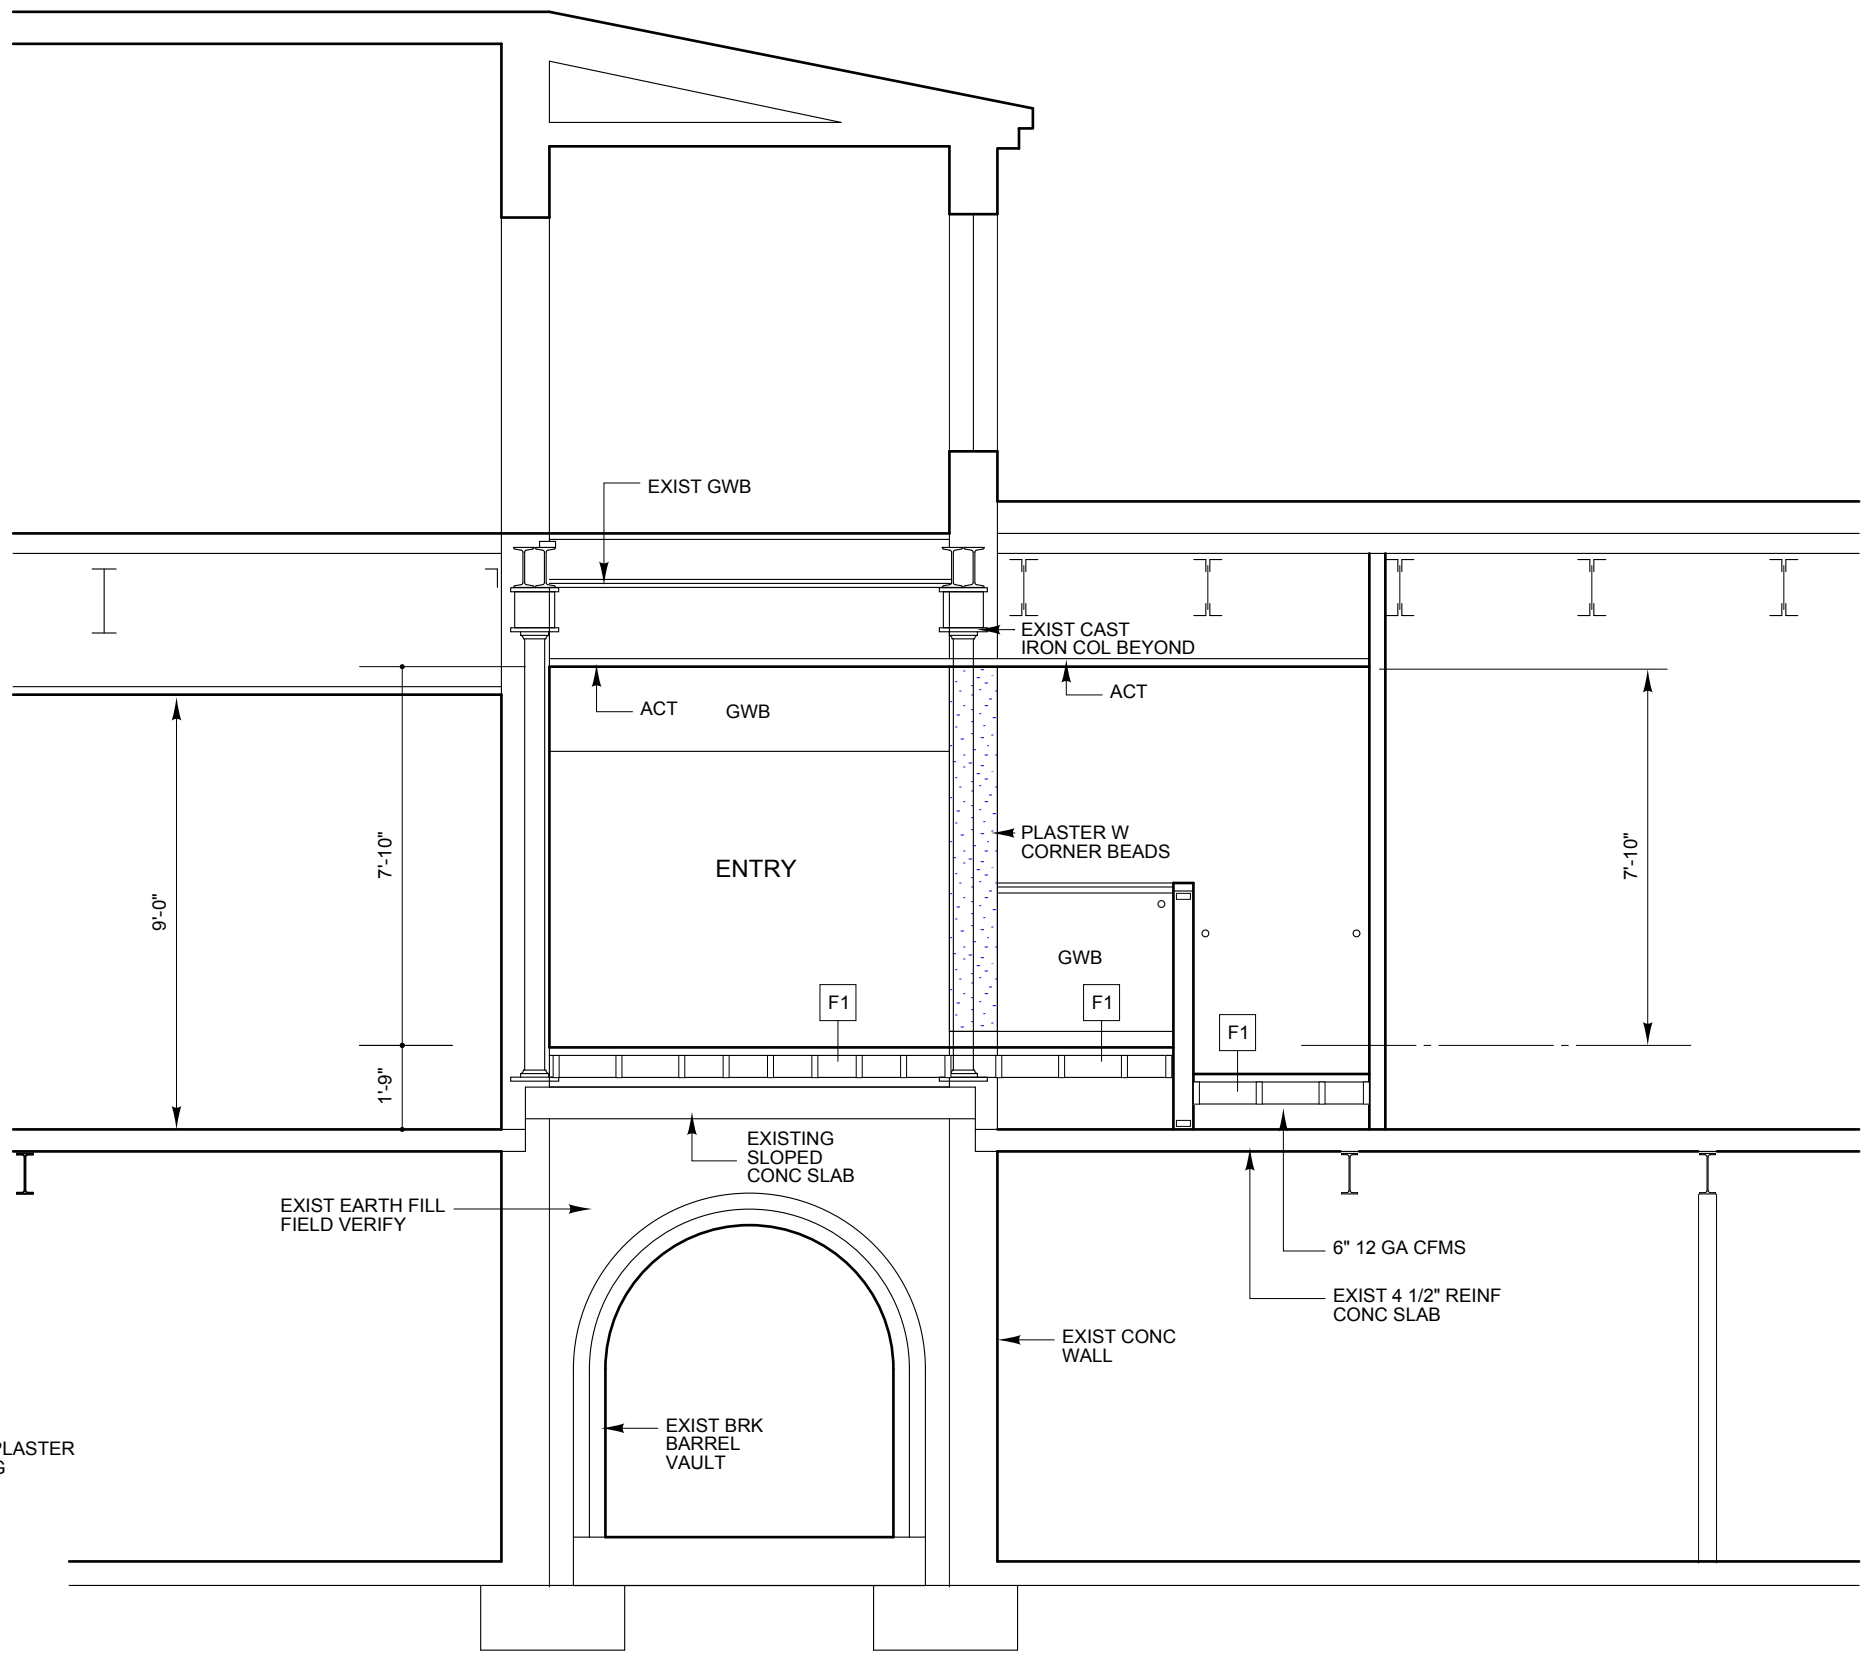 EXIST GWB
EXIST CAST
IRON COL BEYOND
ACT
GWB
ACT
7'-10"
9'-0"
1'-9"
ENTRY
PLASTER W
CORNER BEADS
7'-10"
GWB
F1
F1
F1
EXISTING
SLOPED
CONC SLAB
EXIST EARTH FILL
FIELD VERIFY
6" 12 GA CFMS
EXIST 4 1/2" REINF
CONC SLAB
EXIST CONC
WALL
EXIST BRK
BARREL
VAULT
PLASTER
G